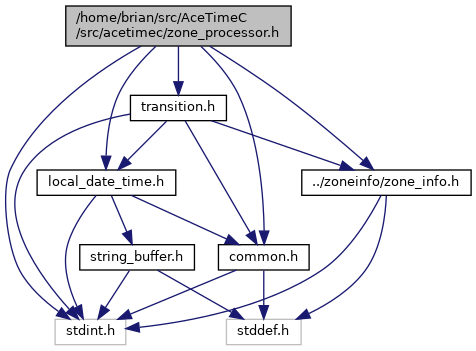 /home/brian/src/AceTimeC
/src/acetimec/zone_processor.h
transition.h
local_date_time.h
../zoneinfo/zone_info.h
string_buffer.h
common.h
stdint.h
stddef.h